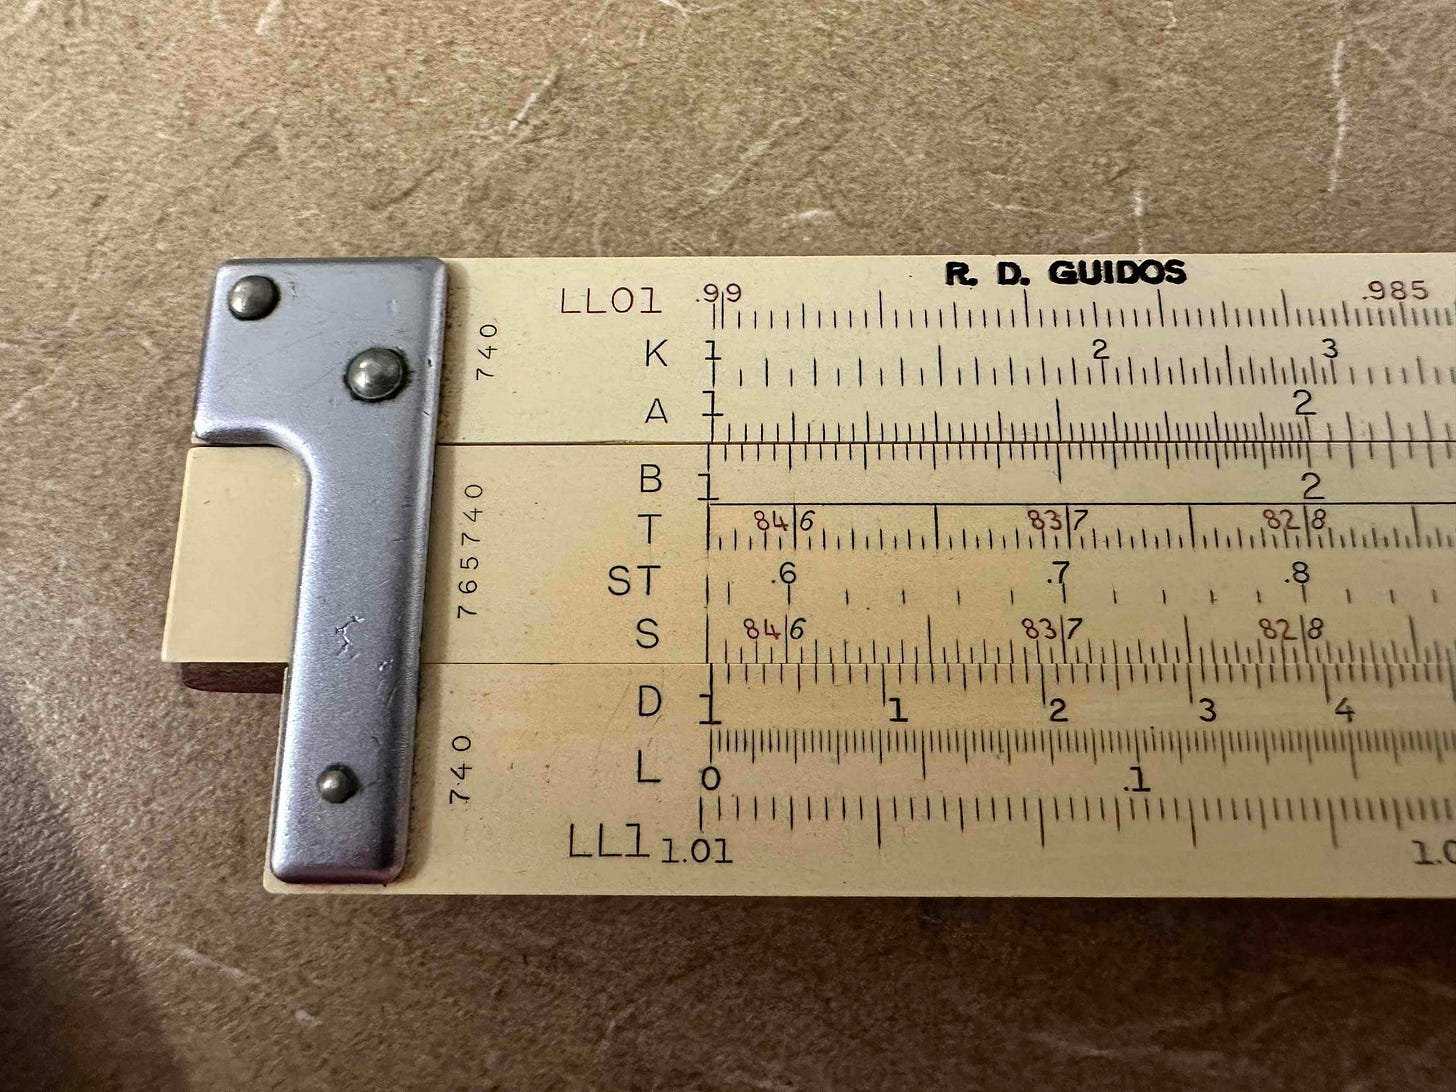 R. D. GUIDOS
LL01 .99 .985
740
K 1 2 3
A 1 2
765740
B 1 2
T 84 6 83 7 82 8
ST .6 .7 .8
S 84 6 83 7 82 8
740
D 1 1 2 3 4
L 0 .1
LL1 1.01 1.0